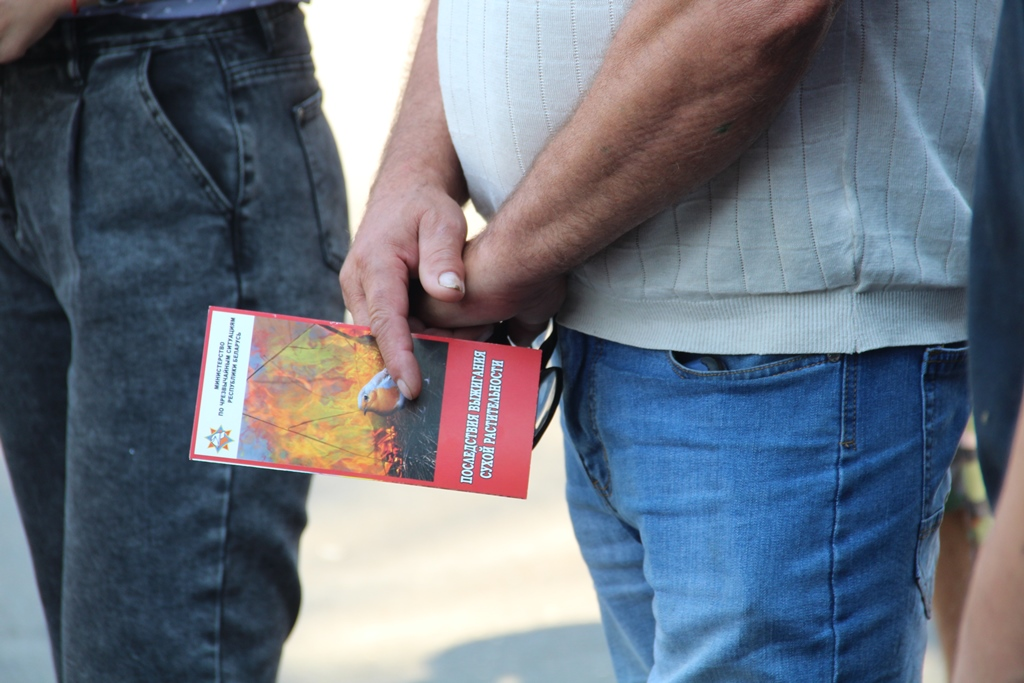 МИНИСТЕРСТВО
ПО ЧРЕЗВЫЧАЙНЫМ СИТУАЦИЯМ
РЕСПУБЛИКИ БЕЛАРУСЬ
ПОСЛЕДСТВИЯ ВЫЖИГАНИЯ
СУХОЙ РАСТИТЕЛЬНОСТИ